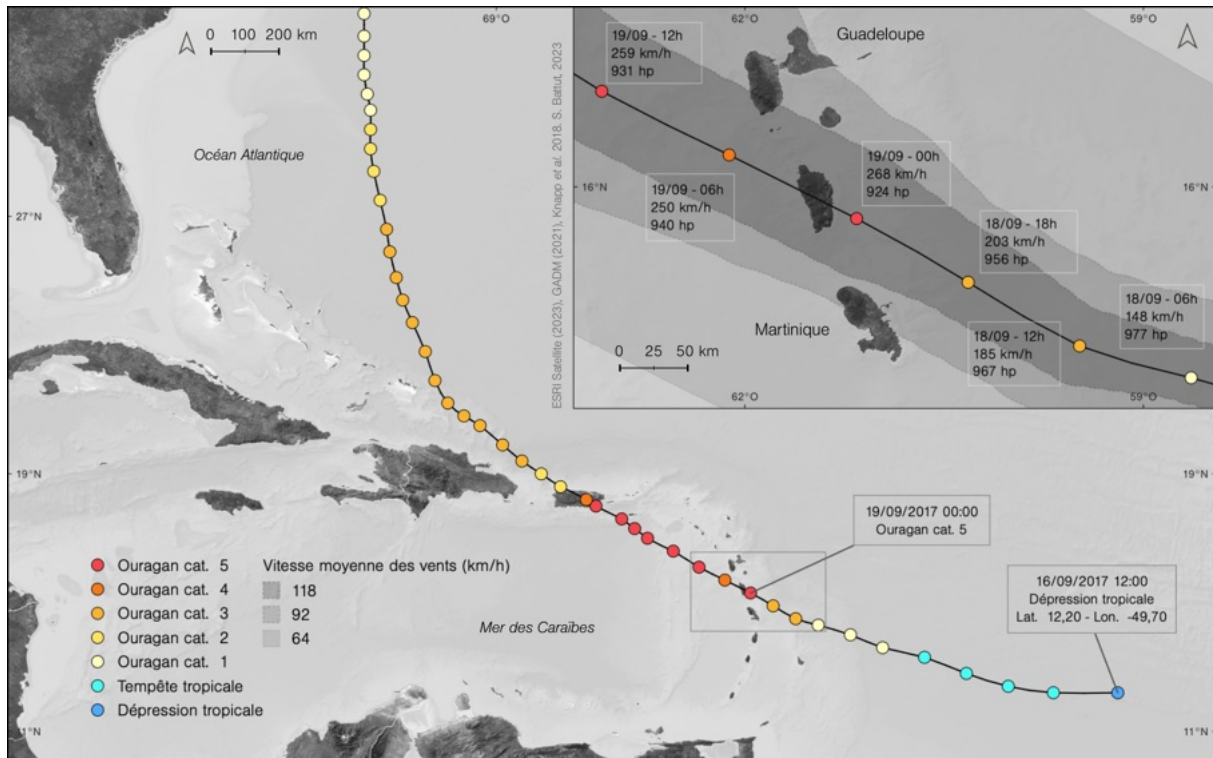 69°O
0 100 200 km
Océan Atlantique
27°N
27°N
19°N
19°N
11°N
11°N
Mer des Caraïbes
19/09/2017 00:00
Ouragan cat. 5
16/09/2017 12:00
Dépression tropicale
Lat. 12,20 - Lon. -49,70
Ouragan cat. 5
Ouragan cat. 4
Ouragan cat. 3
Ouragan cat. 2
Ouragan cat. 1
Tempête tropicale
Dépression tropicale
Vitesse moyenne des vents (km/h)
118
92
64
ESRI Satellite (2023), GADM (2021), Knapp et al. 2018. S. Battut, 2023
62°O
59°O
19/09 - 12h
259 km/h
931 hp
Guadeloupe
19/09 - 00h
268 km/h
924 hp
16°N
16°N
19/09 - 06h
250 km/h
940 hp
18/09 - 18h
203 km/h
956 hp
18/09 - 06h
148 km/h
977 hp
Martinique
18/09 - 12h
185 km/h
967 hp
0 25 50 km
62°O
59°O